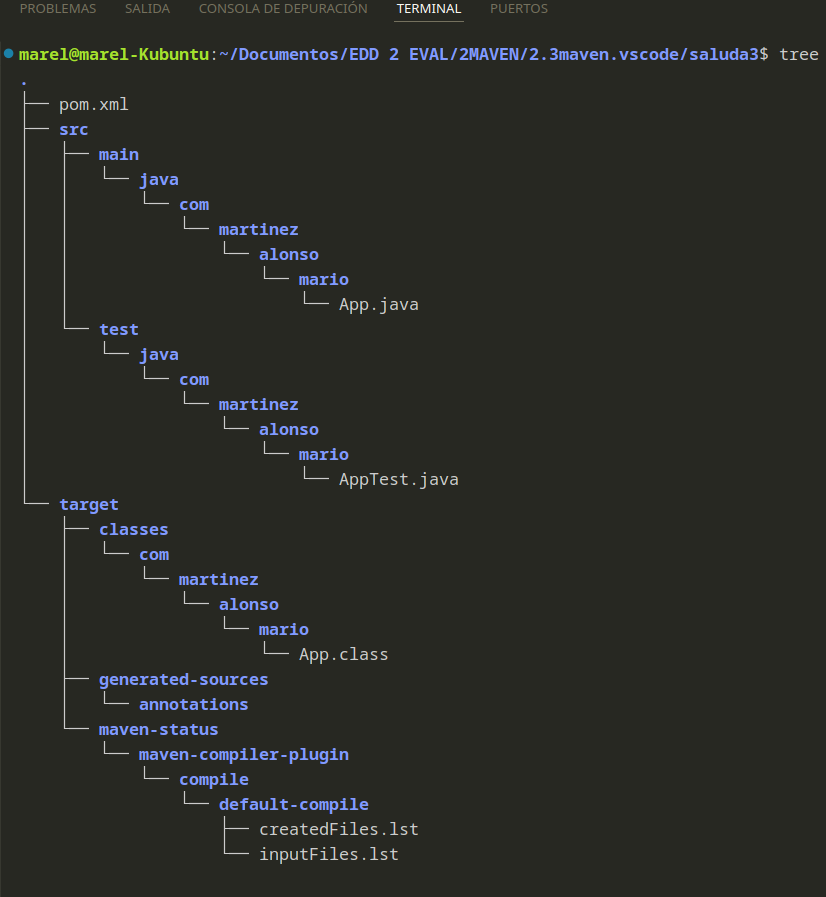 PROBLEMAS SALIDA CONSOLA DE DEPURACIÓN TERMINAL PUERTOS
marel@marel-Kubuntu:~/Documentos/EDD 2 EVAL/2MAVEN/2.3maven.vscode/saluda3$ tree
.
├── pom.xml
├── src
│   ├── main
│   │   └── java
│   │       └── com
│   │           └── martinez
│   │               └── alonso
│   │                   └── mario
│   │                       └── App.java
│   └── test
│       └── java
│           └── com
│               └── martinez
│                   └── alonso
│                       └── mario
│                           └── AppTest.java
└── target
    ├── classes
    │   └── com
    │       └── martinez
    │           └── alonso
    │               └── mario
    │                   └── App.class
    ├── generated-sources
    │   └── annotations
    └── maven-status
        └── maven-compiler-plugin
            └── compile
                └── default-compile
                    ├── createdFiles.lst
                    └── inputFiles.lst